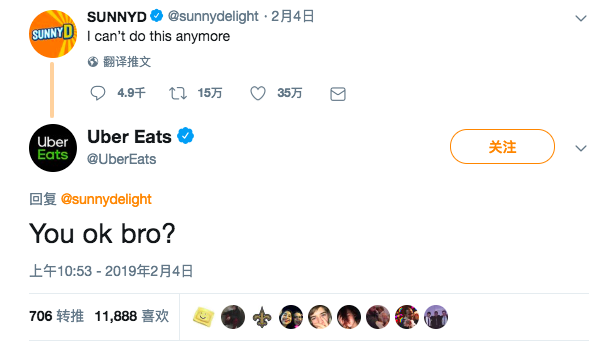 SUNNYD @sunnydelight · 2月4日
I can't do this anymore
翻译推文
4.9千 15万 35万
SUNNYD
Uber Eats
Uber Eats
@UberEats
关注
回复 @sunnydelight
You ok bro?
上午10:53 - 2019年2月4日
706 转推 11,888 喜欢